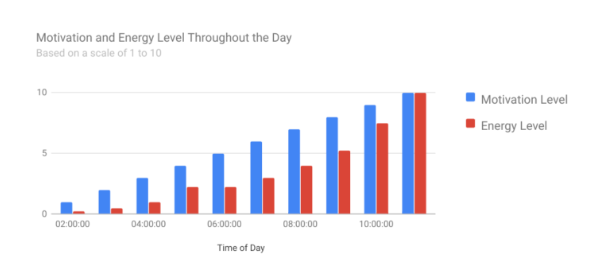 Motivation and Energy Level Throughout the Day
Based on a scale of 1 to 10
10
5
0
Motivation Level
Energy Level
02:00:00 04:00:00 06:00:00 08:00:00 10:00:00
Time of Day